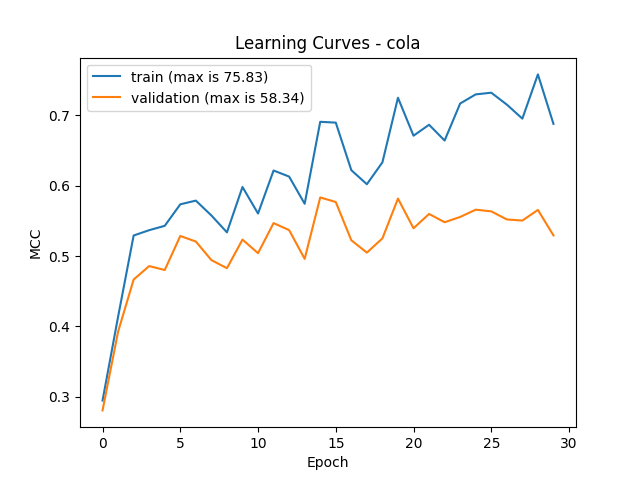 Learning Curves - cola
train (max is 75.83)
validation (max is 58.34)
MCC
0.7
0.6
0.5
0.4
0.3
0 5 10 15 20 25 30
Epoch